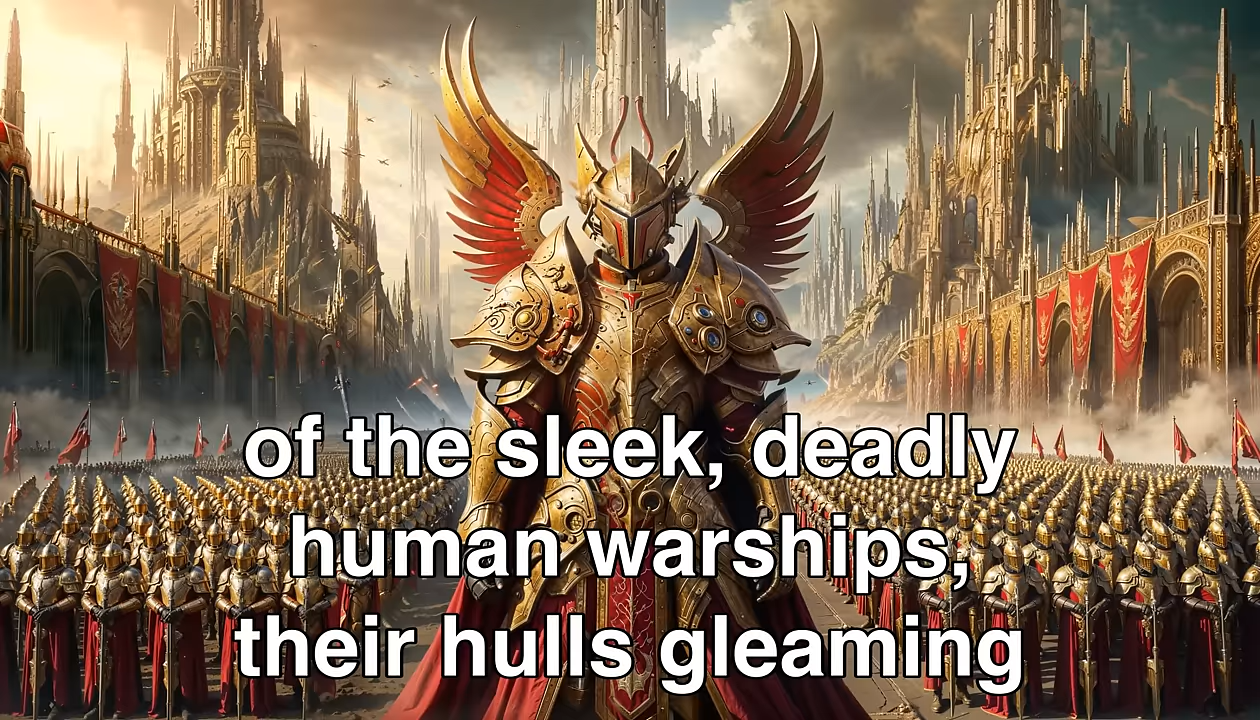 of the sleek, deadly
human warships,
their hulls gleaming